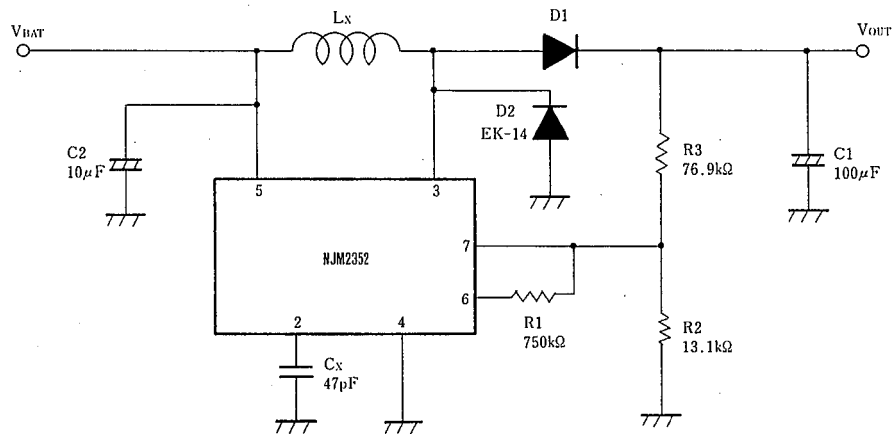 VBAT
LX
D1
VOUT
D2
EK-14
C2
10μF
R3
76.9kΩ
C1
100μF
5
3
NJM2352
7
6
R1
750kΩ
R2
13.1kΩ
2
4
CX
47pF